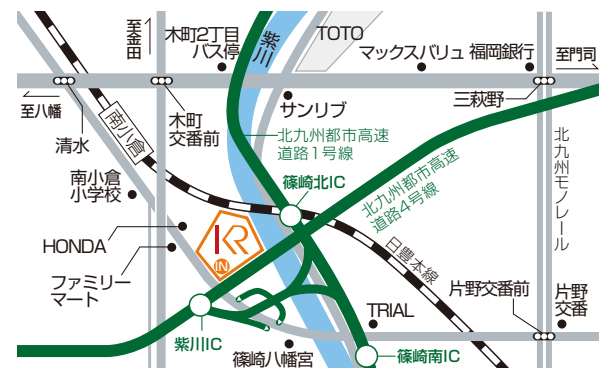 至金田
木町2丁目
バス停
紫川
TOTO
マックスバリュ
福岡銀行
至門司
至八幡
南小倉
清水
木町
交番前
サンリブ
三萩野
北九州都市高速
道路1号線
北九州都市高速
道路4号線
北九州モノレール
南小倉
小学校
篠崎北IC
HONDA
KR
IN
日豊本線
ファミリー
マート
TRIAL
片野交番前
片野
交番
紫川IC
篠崎八幡宮
篠崎南IC